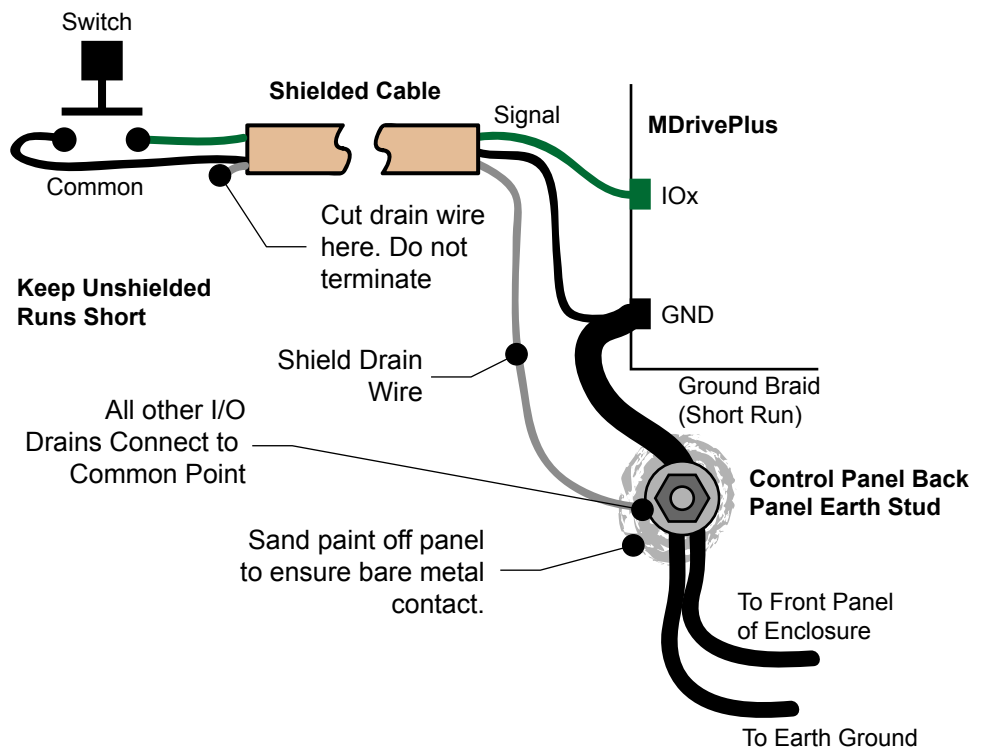 Switch
Shielded Cable
Signal
MDrivePlus
IOx
Common
Cut drain wire
here. Do not
terminate
Keep Unshielded
Runs Short
GND
Shield Drain
Wire
Ground Braid
(Short Run)
All other I/O
Drains Connect to
Common Point
Control Panel Back
Panel Earth Stud
Sand paint off panel
to ensure bare metal
contact.
To Front Panel
of Enclosure
To Earth Ground